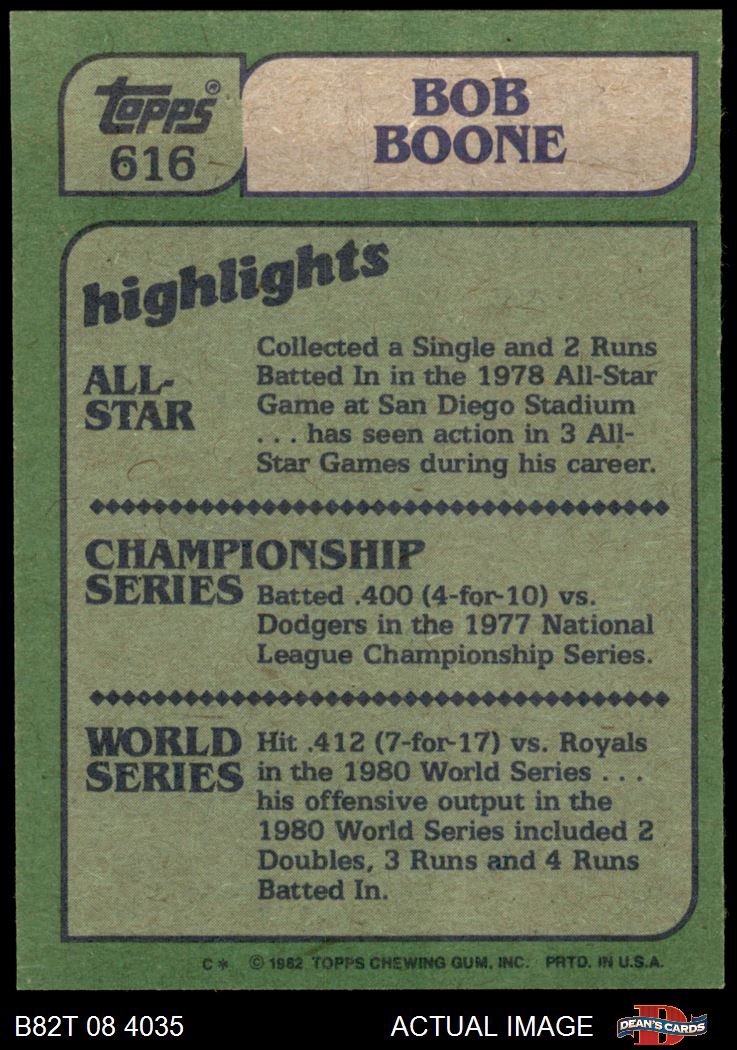 Topps®
616
BOB
BOONE
highlights
ALL-
STAR
Collected a Single and 2 Runs
Batted In in the 1978 All-Star
Game at San Diego Stadium
. . . has seen action in 3 All-
Star Games during his career.
CHAMPIONSHIP
SERIES
Batted .400 (4-for-10) vs.
Dodgers in the 1977 National
League Championship Series.
WORLD
SERIES
Hit .412 (7-for-17) vs. Royals
in the 1980 World Series . . .
his offensive output in the
1980 World Series included 2
Doubles, 3 Runs and 4 Runs
Batted In.
C* © 1982 TOPPS CHEWING GUM, INC. PRTD. IN U.S.A.
B82T 08 4035 ACTUAL IMAGE
D
DEAN'S CARDS